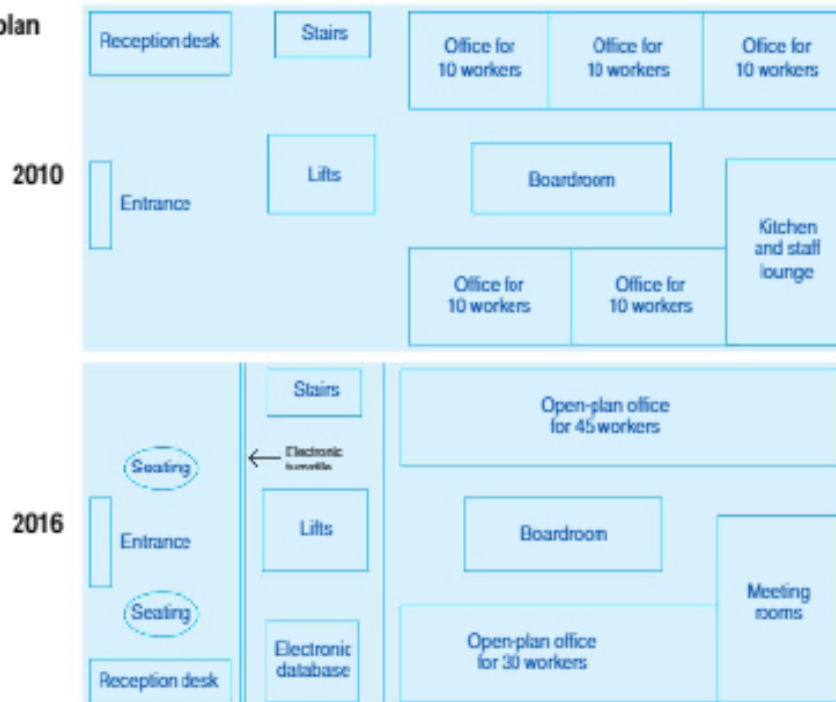 plan
Reception desk
Stairs
Office for
10 workers
Office for
10 workers
Office for
10 workers
2010
Entrance
Lifts
Boardroom
Kitchen
and staff
lounge
Office for
10 workers
Office for
10 workers
Stairs
Open-plan office
for 45 workers
Seating
Electronic
2016
Entrance
Lifts
Boardroom
Seating
Meeting
rooms
Electronic
database
Open-plan office
for 30 workers
Reception desk